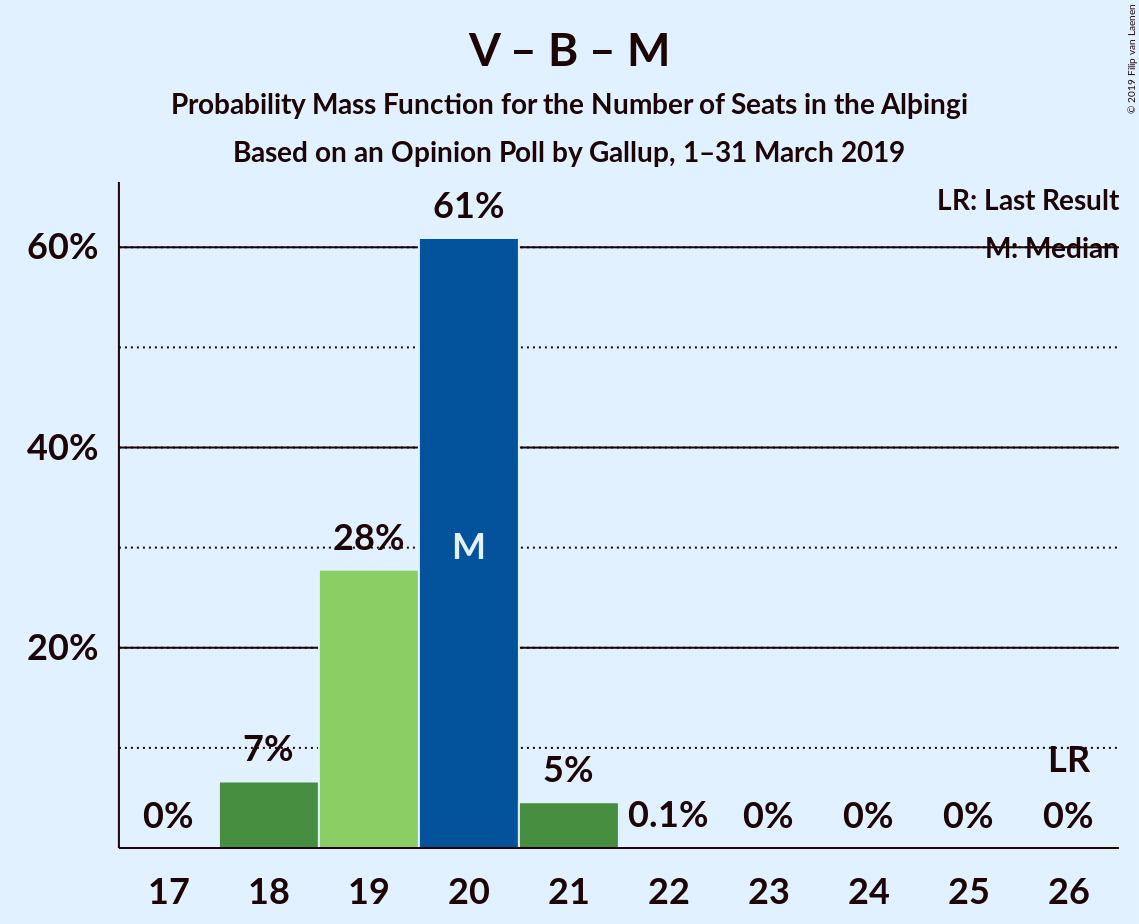 V – B – M
Probability Mass Function for the Number of Seats in the Alþingi
Based on an Opinion Poll by Gallup, 1–31 March 2019
© 2019 Filip van Laenen
LR: Last Result
M: Median
60%
40%
20%
0%
7%
28%
61%
M
5%
0.1%
0%
0%
0%
LR
0%
17 18 19 20 21 22 23 24 25 26